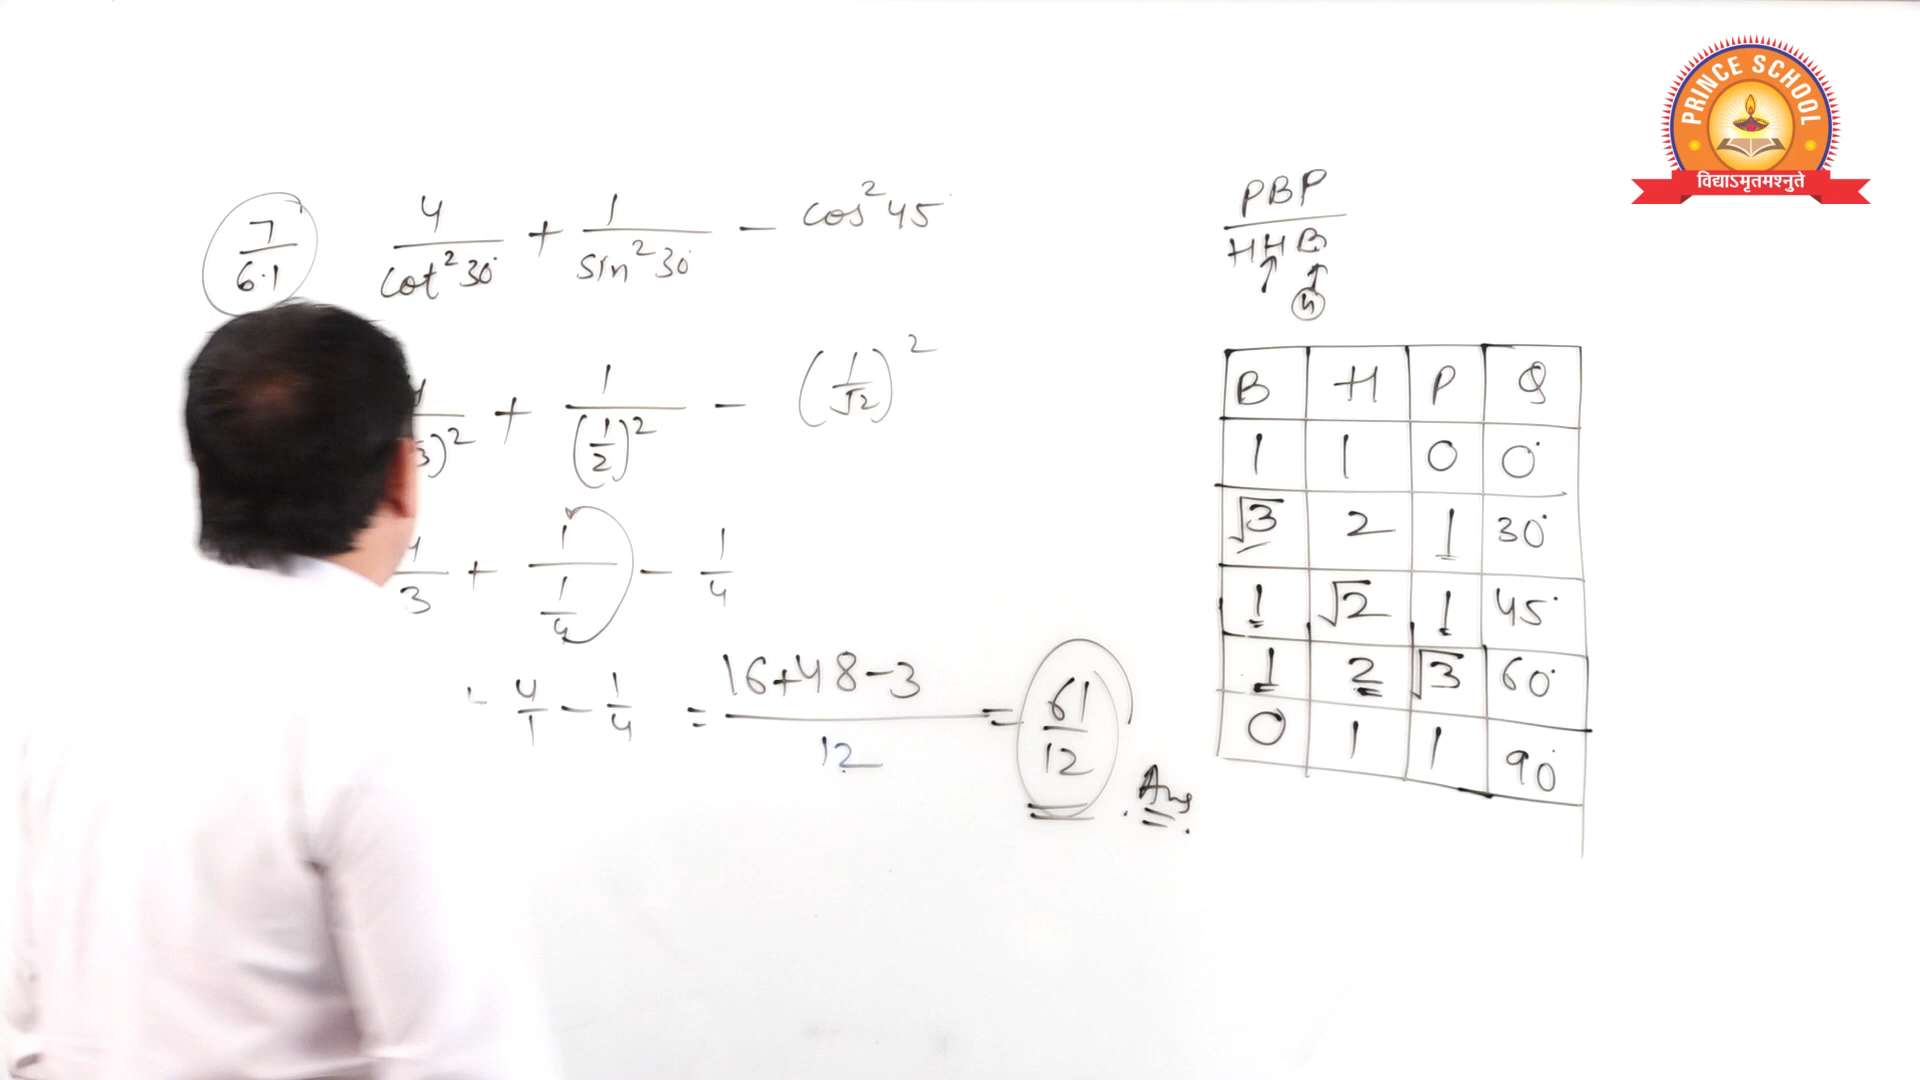 PRINCE SCHOOL
विद्याऽमृतमश्नुते
7/6.1 4/cot²30° + 1/sin²30° - cos²45°
+ 1/(1/2)² - (1/√2)²
4/3 + 1/(1/4) - 1/4
4/1 - 1/4 = (16+48-3)/12 = 61/12 . Ans.
PBP
HHB
B H P θ
1 1 0 0°
√3 2 1 30°
1 √2 1 45°
1 2 √3 60°
0 1 1 90°